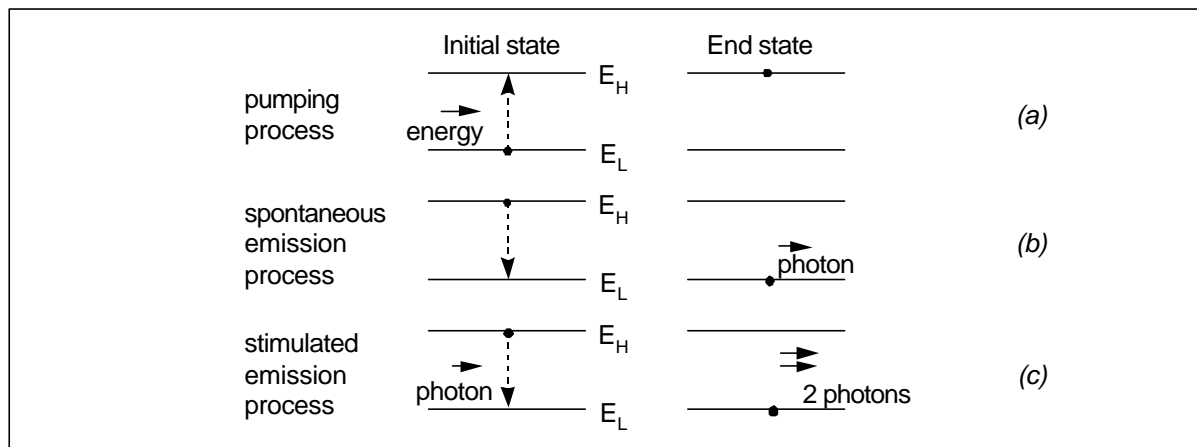 Initial state
End state
pumping
process
energy
E_H
E_L
(a)
spontaneous
emission
process
E_H
E_L
photon
(b)
stimulated
emission
process
photon
E_H
E_L
2 photons
(c)